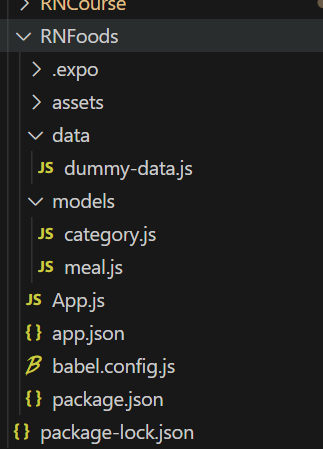 RNCourse
RNFoods
.expo
assets
data
JS dummy-data.js
models
JS category.js
JS meal.js
JS App.js
{} app.json
babel.config.js
{} package.json
{} package-lock.json